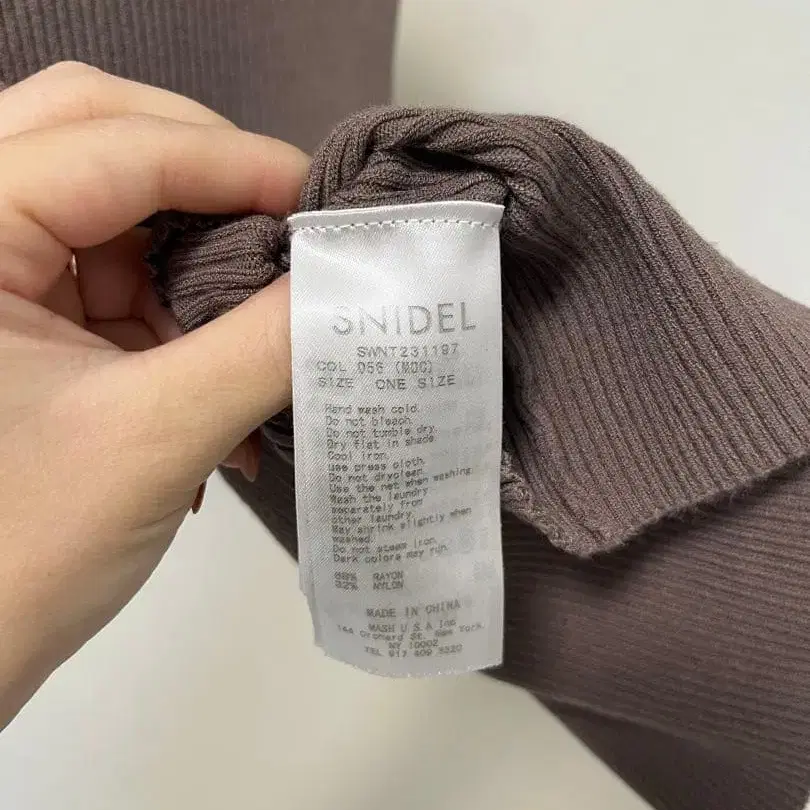 SNIDEL
SWNT231197
COL 056 (MOC)
SIZE ONE SIZE
Hand wash cold.
Do not bleach.
Do not tumble dry.
Dry flat in shade.
Cool iron.
use press cloth.
Do not dryclean.
Use the net when washing.
Wash the laundry
separately from
other laundry.
May shrink slightly when
washed.
Do not steam iron.
Dark colors may run.
RAYON
NYLON
MADE IN CHINA
MASH U.S.A Inc
Orchard St. New York.
NY 10002
TEL 917 409